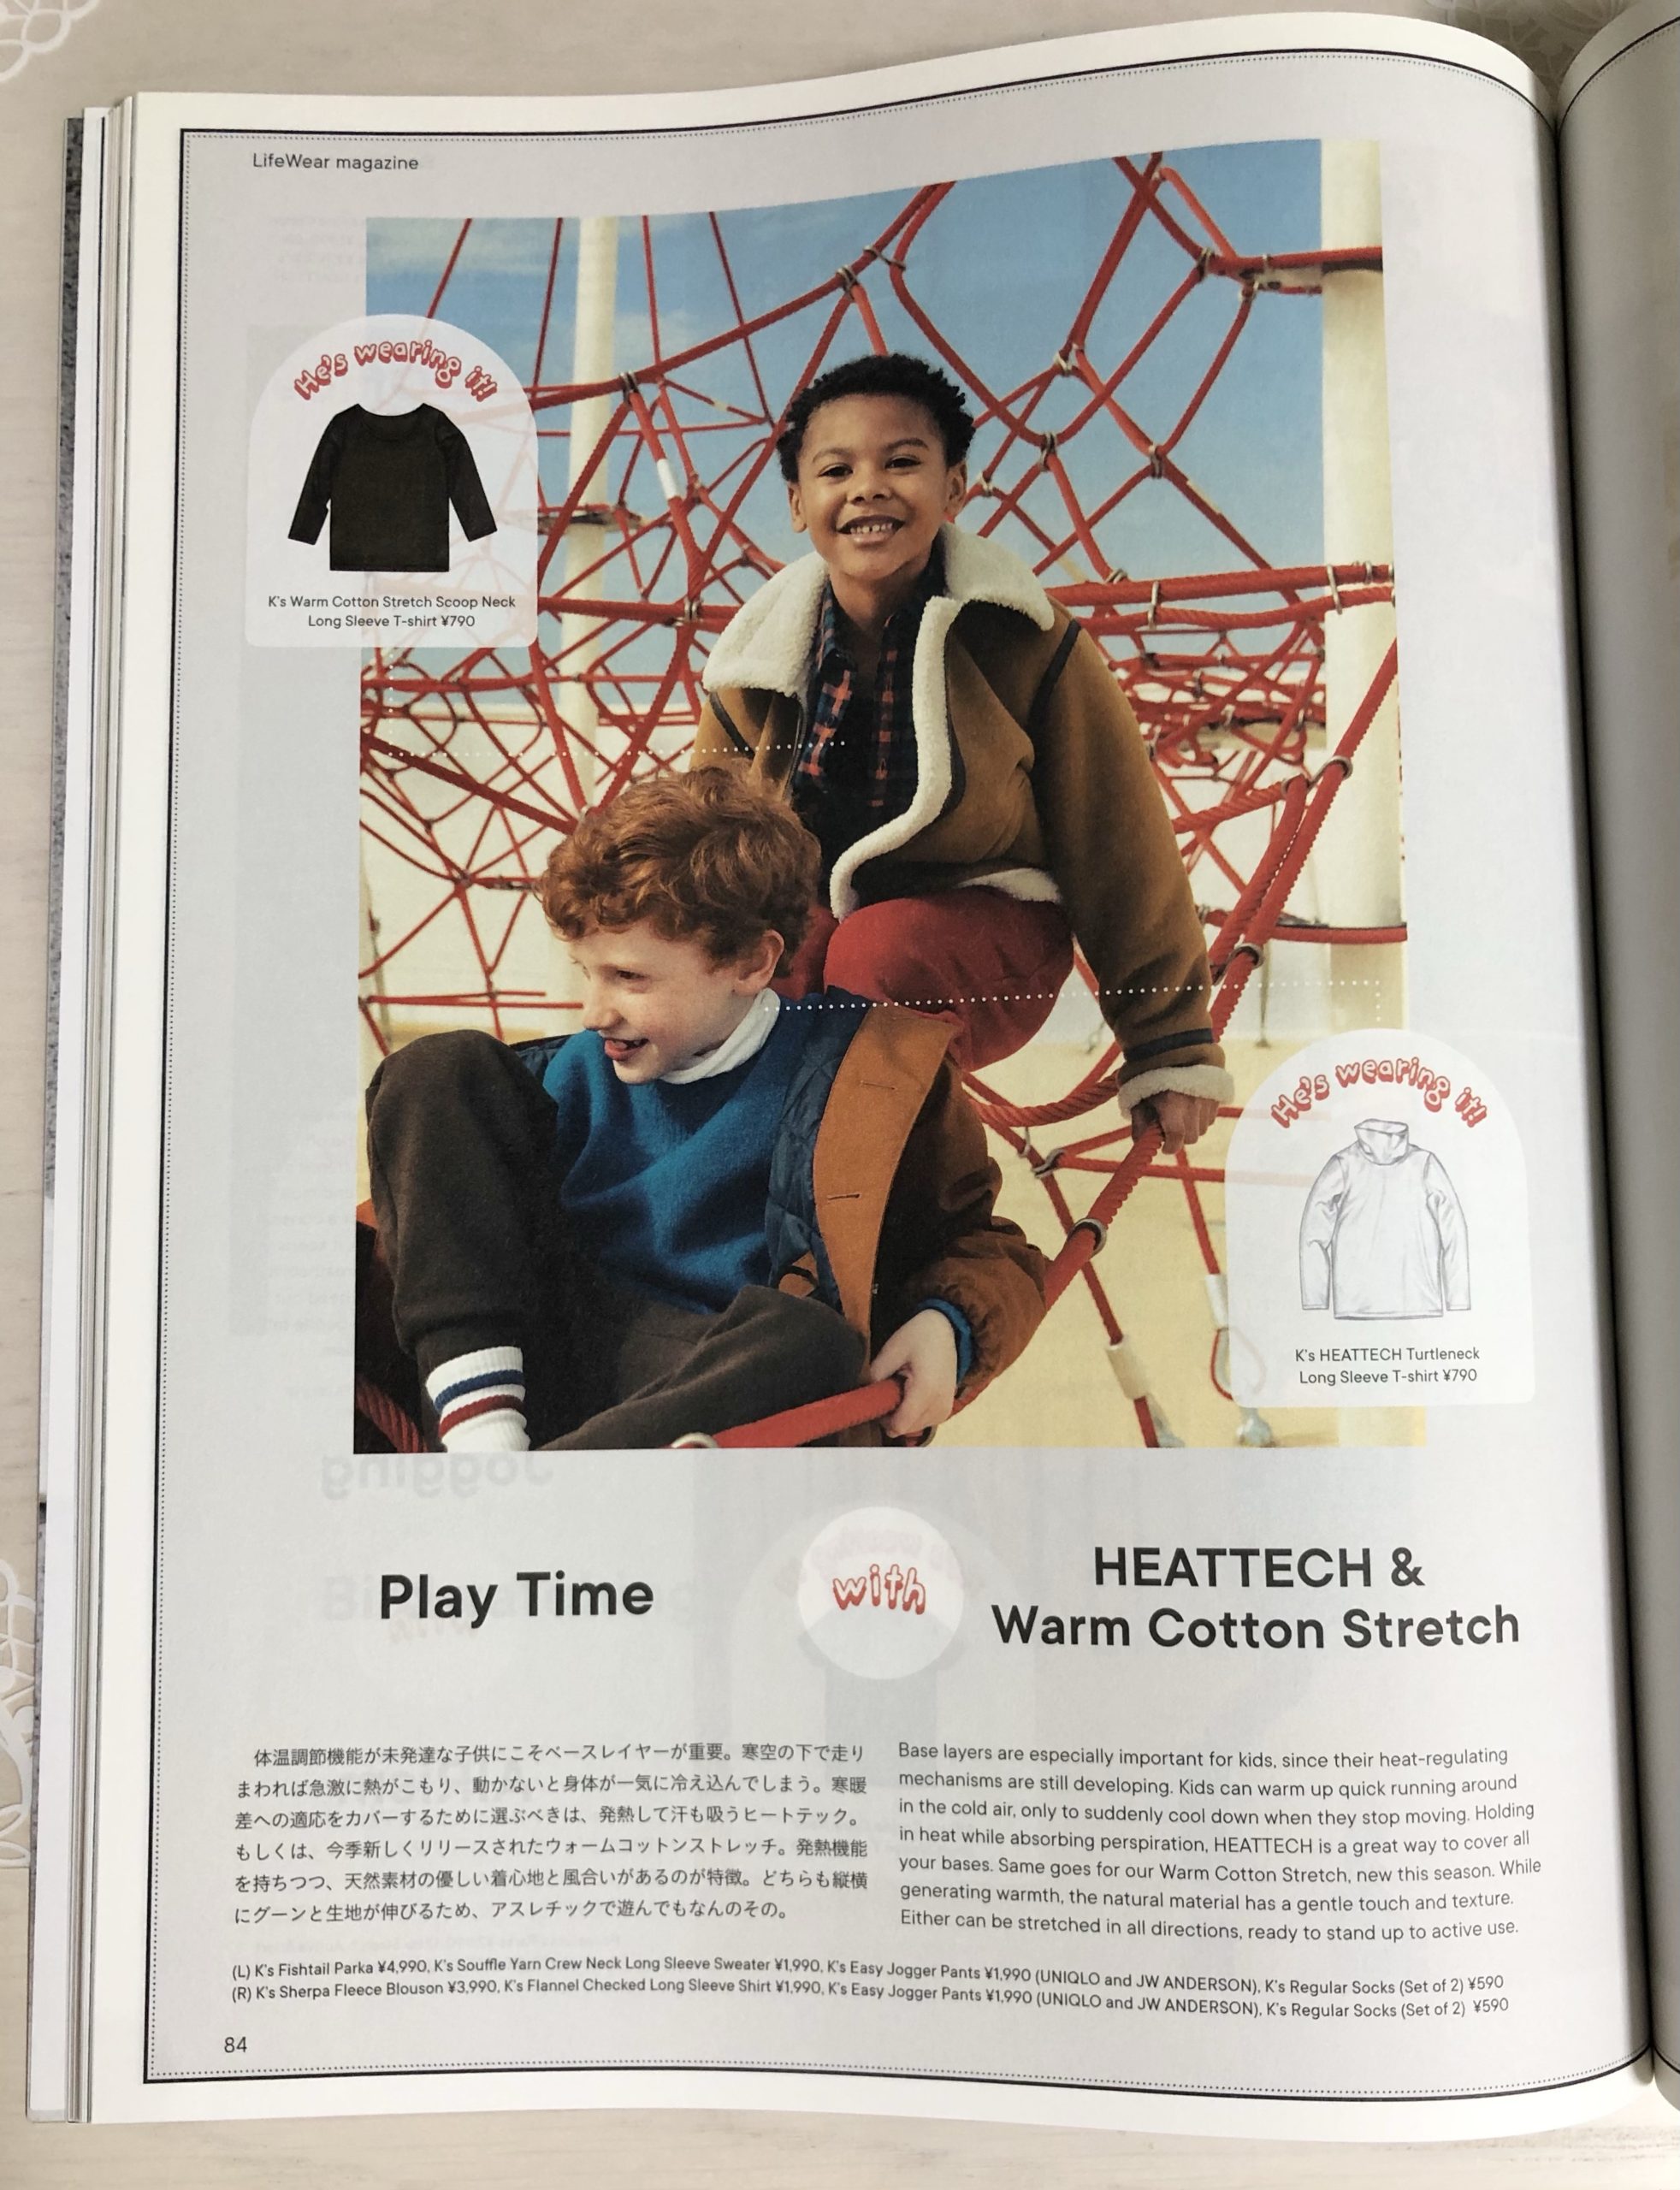 LifeWear magazine
He's wearing it!
K's Warm Cotton Stretch Scoop Neck
Long Sleeve T-shirt ¥790
He's wearing it!
K's HEATTECH Turtleneck
Long Sleeve T-shirt ¥790
Play Time
with
HEATTECH &
Warm Cotton Stretch
体温調節機能が未発達な子供にこそベースレイヤーが重要。寒空の下で走り
まわれば急激に熱がこもり、動かないと身体が一気に冷え込んでしまう。寒暖
差への適応をカバーするために選ぶべきは、発熱して汗も吸うヒートテック。
もしくは、今季新しくリリースされたウォームコットンストレッチ。発熱機能
を持ちつつ、天然素材の優しい着心地と風合いがあるのが特徴。どちらも縦横
にグーンと生地が伸びるため、アスレチックで遊んでもなんのその。
Base layers are especially important for kids, since their heat-regulating
mechanisms are still developing. Kids can warm up quick running around
in the cold air, only to suddenly cool down when they stop moving. Holding
in heat while absorbing perspiration, HEATTECH is a great way to cover all
your bases. Same goes for our Warm Cotton Stretch, new this season. While
generating warmth, the natural material has a gentle touch and texture.
Either can be stretched in all directions, ready to stand up to active use.
(L) K's Fishtail Parka ¥4,990, K's Souffle Yarn Crew Neck Long Sleeve Sweater ¥1,990, K's Easy Jogger Pants ¥1,990 (UNIQLO and JW ANDERSON), K's Regular Socks (Set of 2) ¥590
(R) K's Sherpa Fleece Blouson ¥3,990, K's Flannel Checked Long Sleeve Shirt ¥1,990, K's Easy Jogger Pants ¥1,990 (UNIQLO and JW ANDERSON), K's Regular Socks (Set of 2) ¥590
84